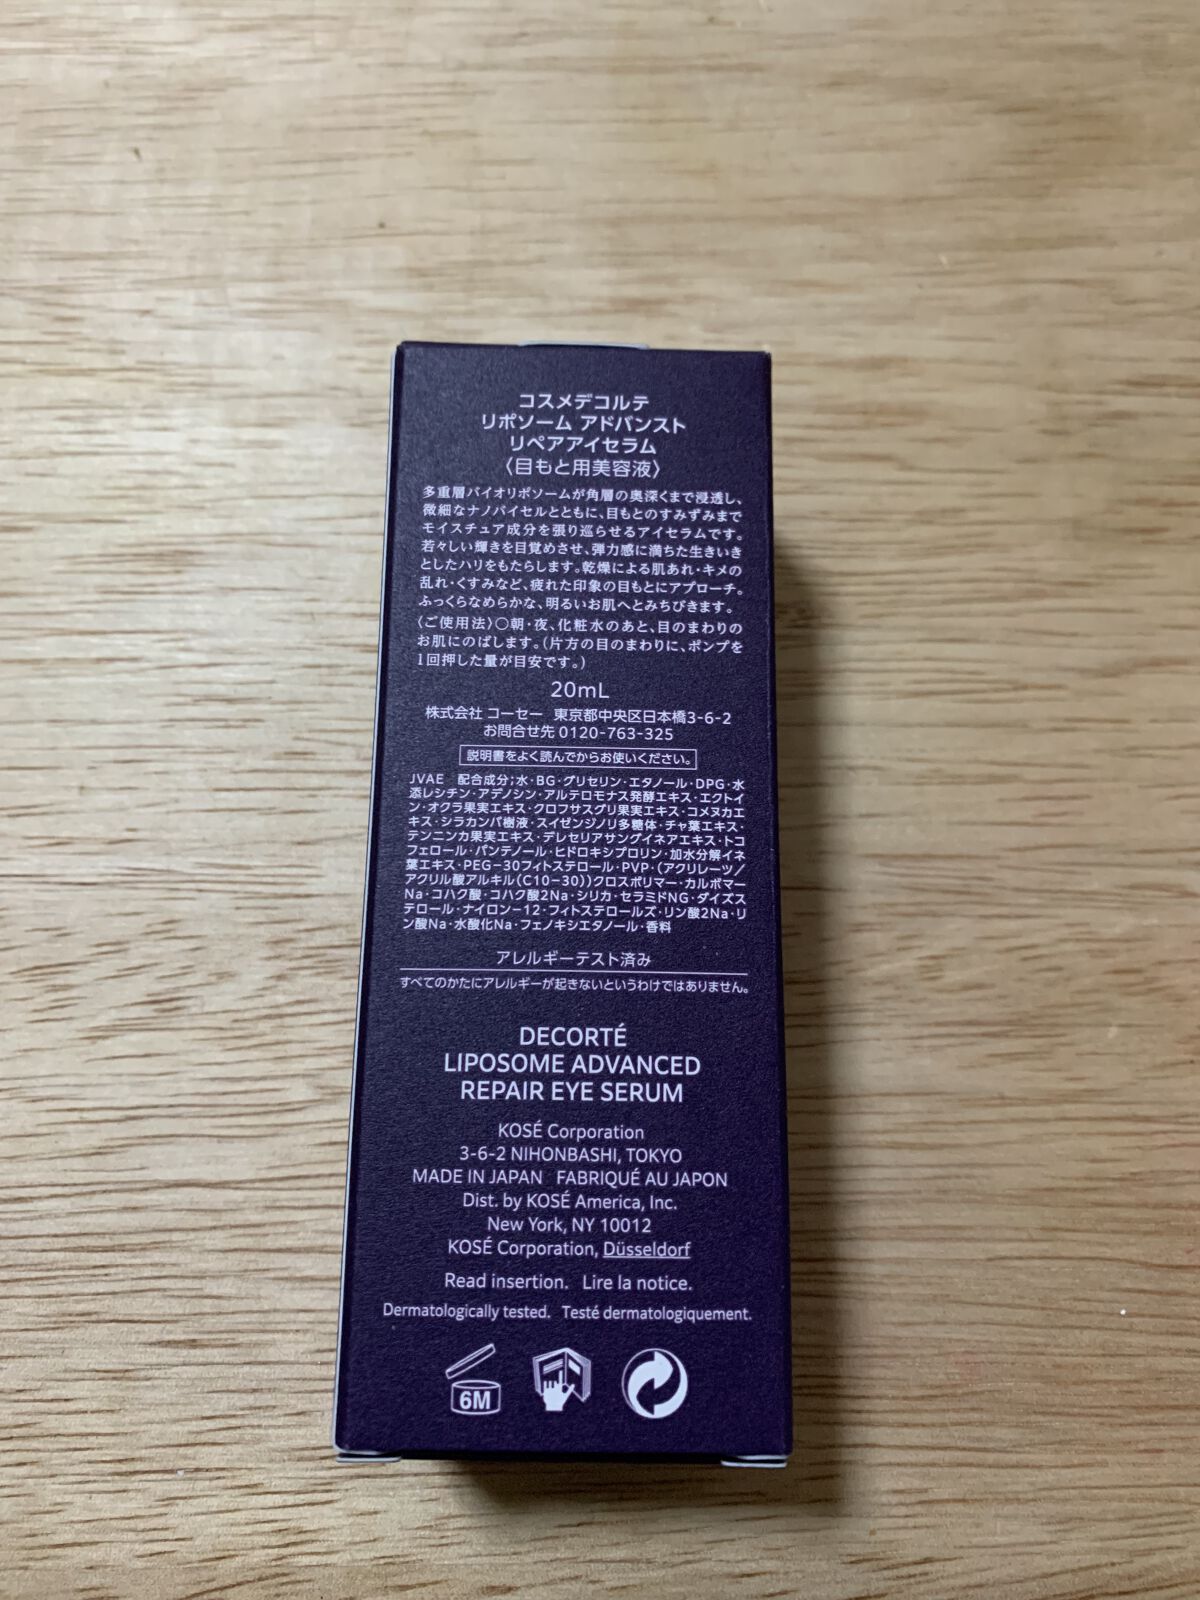 コスメデコルテ
リポソーム アドバンスト
リペアアイセラム
〈目もと用美容液〉
多重層バイオリポソームが角層の奥深くまで浸透し、
微細なナノバイセルとともに、目もとのすみずみまで
モイスチュア成分を張り巡らせるアイセラムです。
若々しい輝きを目覚めさせ、弾力感に満ちた生きいき
としたハリをもたらします。乾燥による肌あれ・キメの
乱れ・くすみなど、疲れた印象の目もとにアプローチ。
ふっくらなめらかな、明るいお肌へとみちびきます。
〈ご使用法〉○朝・夜、化粧水のあと、目のまわりの
お肌にのばします。(片方の目のまわりに、ポンプを
1回押した量が目安です。)
20mL
株式会社 コーセー 東京都中央区日本橋3-6-2
お問合せ先 0120-763-325
説明書をよく読んでからお使いください。
JVAE 配合成分;水・BG・グリセリン・エタノール・DPG・水
添レシチン・アデノシン・アルテロモナス発酵エキス・エクトイ
ン・オクラ果実エキス・クロフサスグリ果実エキス・コメヌカエ
キス・シラカンバ樹液・スイゼンジノリ多糖体・チャ葉エキス・
テンニンカ果実エキス・デレセリアサングイネアエキス・トコ
フェロール・パンテノール・ヒドロキシプロリン・加水分解イネ
葉エキス・PEG-30フィトステロール・PVP・(アクリレーツ/
アクリル酸アルキル(C10-30))クロスポリマー・カルボマー
Na・コハク酸・コハク酸2Na・シリカ・セラミドNG・ダイズス
テロール・ナイロン-12・フィトステロールズ・リン酸2Na・リ
ン酸Na・水酸化Na・フェノキシエタノール・香料
アレルギーテスト済み
すべてのかたにアレルギーが起きないというわけではありません。
DECORTÉ
LIPOSOME ADVANCED
REPAIR EYE SERUM
KOSÉ Corporation
3-6-2 NIHONBASHI, TOKYO
MADE IN JAPAN FABRIQUÉ AU JAPON
Dist. by KOSÉ America, Inc.
New York, NY 10012
KOSÉ Corporation, Düsseldorf
Read insertion. Lire la notice.
Dermatologically tested. Testé dermatologiquement.
6M